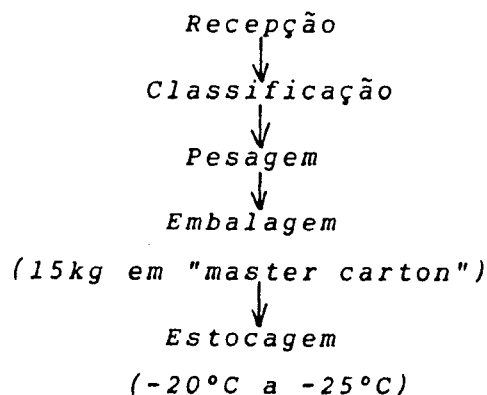 Recepção
Classificação
Pesagem
Embalagem
(15kg em "master carton")
Estocagem
(-20°C a -25°C)